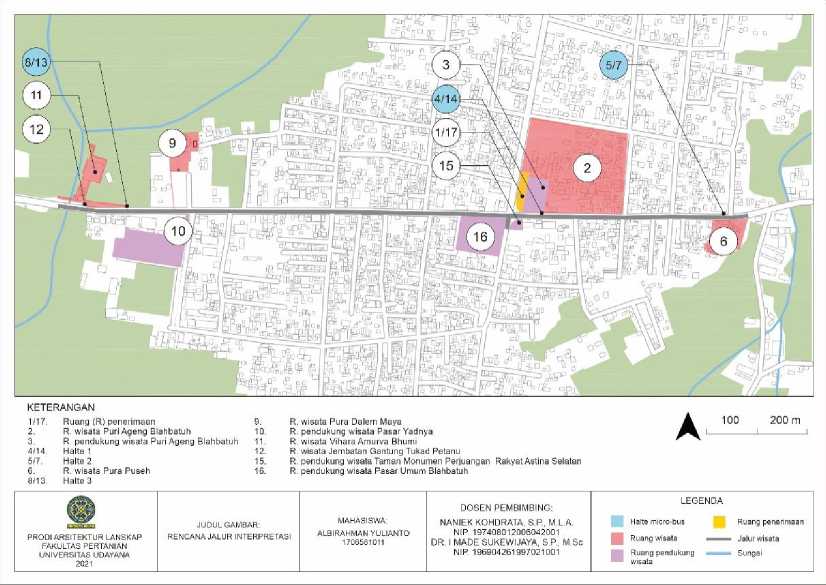 8/13
11
12
9
10
3
4/14
1/17
15
16
2
5/7
6
KETERANGAN
1/17. Ruang (R) penerimaan
2. R. wisata Puri Ageng Blahbatuh
3. R. pendukung wisata Puri Ageng Blahbatuh
4/14 Halte 1
5/7. Halte 2
6. R. wisata Pura Puseh
8/13 Halte 3
9. R. wisata Pura Dalem Maya
10. R. pendukung wisata Pasar Yadnya
11. R. wisata Vihara Amurva Bhumi
12. R. wisata Jembatan Gantung Tukad Petanu
15. R. pendukung wisata Taman Monumen Perjuangan Rakyat Astina Selatan
16. R. pendukung wisata Pasar Umum Blahbatuh
100 200 m
PRODI ARSITEKTUR LANSKAP
FAKULTAS PERTANIAN
UNIVERSITAS UDAYANA
2021
JUDUL GAMBAR:
RENCANA JALUR INTERPRETASI
MAHASISWA:
ALBIRAHMAN YULIANTO
1706581011
DOSEN PEMBIMBING:
NANIEK KOHDRATA, S.P., M.L.A.
NIP. 197408012006042001
DR. I MADE SUKEWIJAYA, S.P., M.Sc
NIP. 196904261997021001
LEGENDA:
Halte micro-bus
Ruang wisata
Ruang pendukung
wisata
Ruang penerimaan
Jalur wisata
Sungai